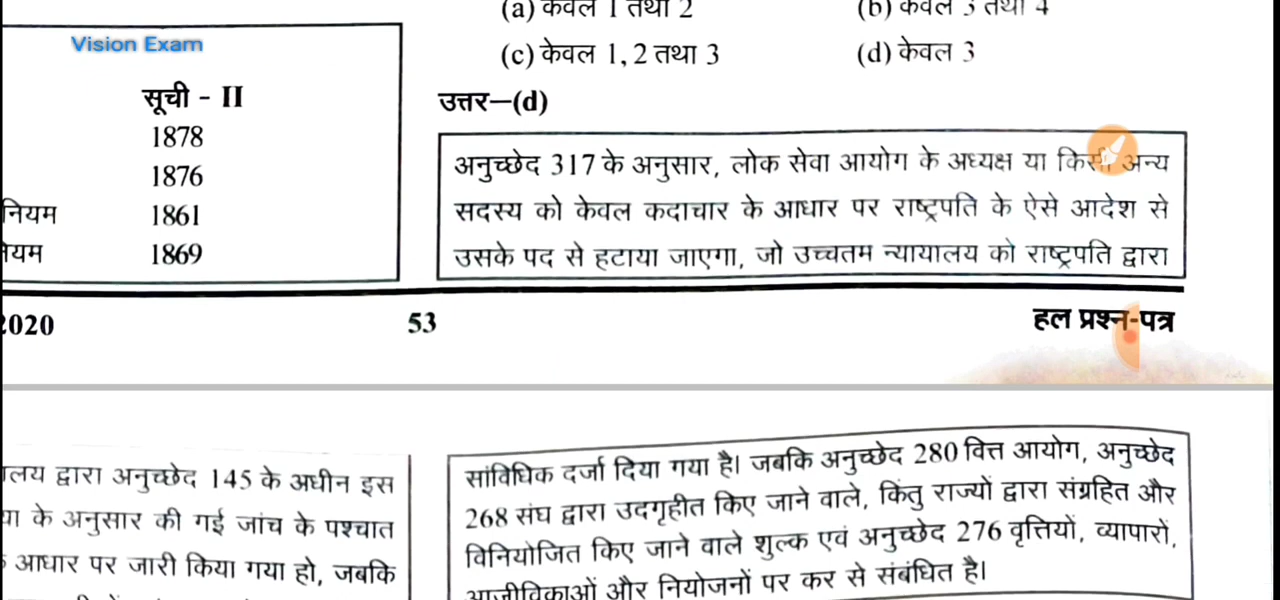 (a) केवल 1 तथा 2
(b) केवल 3 तथा 4
Vision Exam
(c) केवल 1, 2 तथा 3
(d) केवल 3
सूची - II
1878
1876
नियम 1861
1869
उत्तर—(d)
अनुच्छेद 317 के अनुसार, लोक सेवा आयोग के अध्यक्ष या अन्य
सदस्य को केवल कदाचार के आधार पर राष्ट्रपति के ऐसे आदेश से
उसके पद से हटाया जाएगा, जो उच्चतम न्यायालय को राष्ट्रपति द्वारा
2020
53
हल प्रश्न-पत्र
द्वारा अनुच्छेद 145 के अधीन इस
के अनुसार की गई जांच के पश्चात
आधार पर जारी किया गया हो, जबकि
सांविधिक दर्जा दिया गया है। जबकि अनुच्छेद 280 वित्त आयोग, अनुच्छेद
268 संघ द्वारा उदगृहीत किए जाने वाले, किंतु राज्यों द्वारा संग्रहित और
विनियोजित किए जाने वाले शुल्क एवं अनुच्छेद 276 वृत्तियों, व्यापारों,
आजीविकाओं और नियोजनों पर कर से संबंधित है।